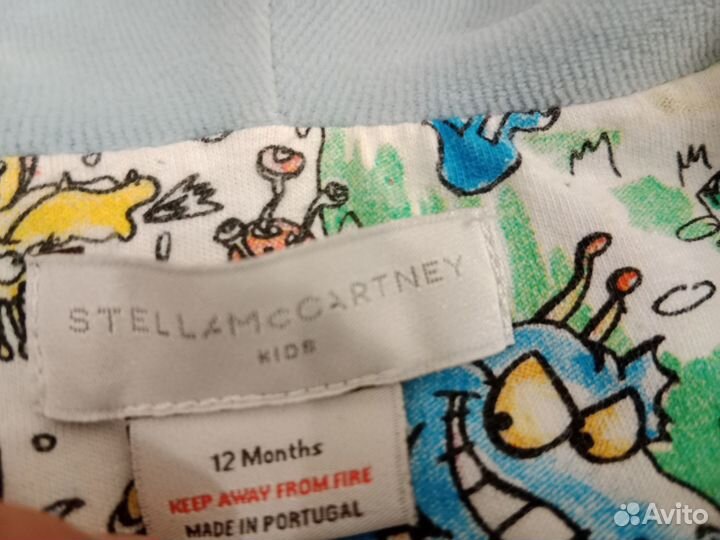 STELLAMcCARTNEY
KIDS
12 Months
KEEP AWAY FROM FIRE
MADE IN PORTUGAL
Avito